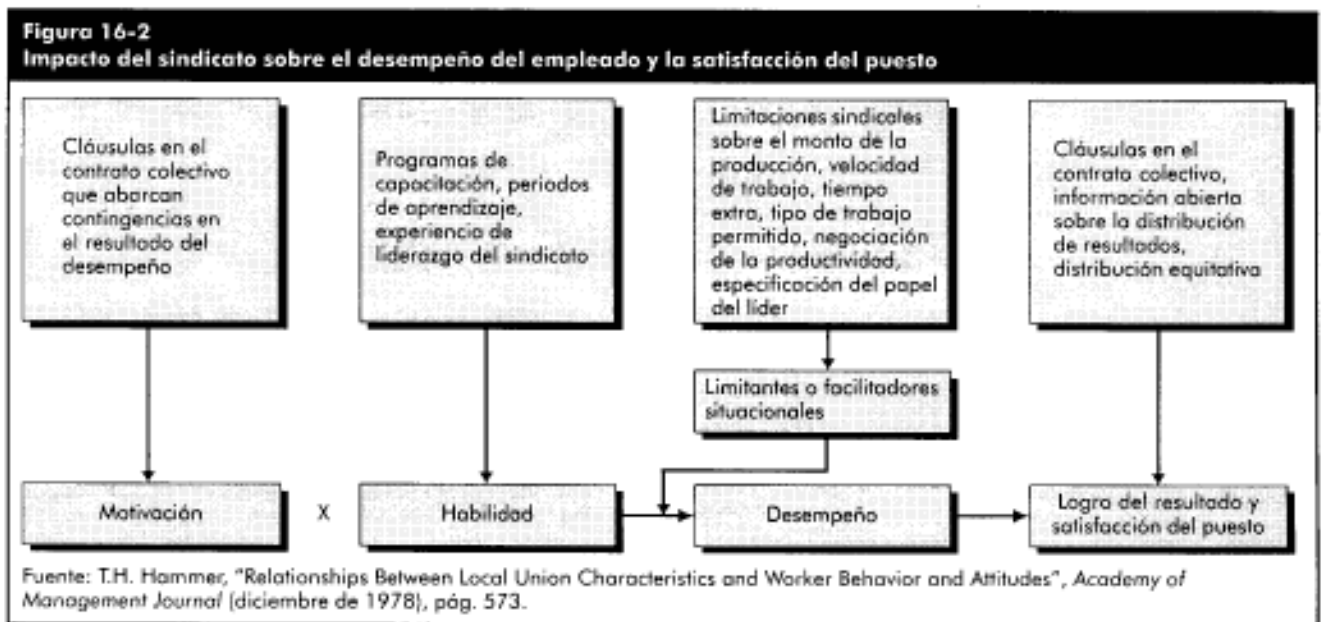 Figura 16-2
Impacto del sindicato sobre el desempeño del empleado y la satisfacción del puesto
Cláusulas en el
contrato colectivo
que abarcan
contingencias en
el resultado del
desempeño
Programas de
capacitación, periodos
de aprendizaje,
experiencia de
liderazgo del sindicato
Limitaciones sindicales
sobre el monto de la
producción, velocidad
de trabajo, tiempo
extra, tipo de trabajo
permitido, negociación
de la productividad,
especificación del papel
del líder
Cláusulas en el
contrato colectivo,
información abierta
sobre la distribución
de resultados,
distribución equitativa
Limitantes o facilitadores
situacionales
Motivación
X
Habilidad
Desempeño
Logro del resultado y
satisfacción del puesto
Fuente: T.H. Hammer, "Relationships Between Local Union Characteristics and Worker Behavior and Attitudes", Academy of
Management Journal (diciembre de 1978), pág. 573.